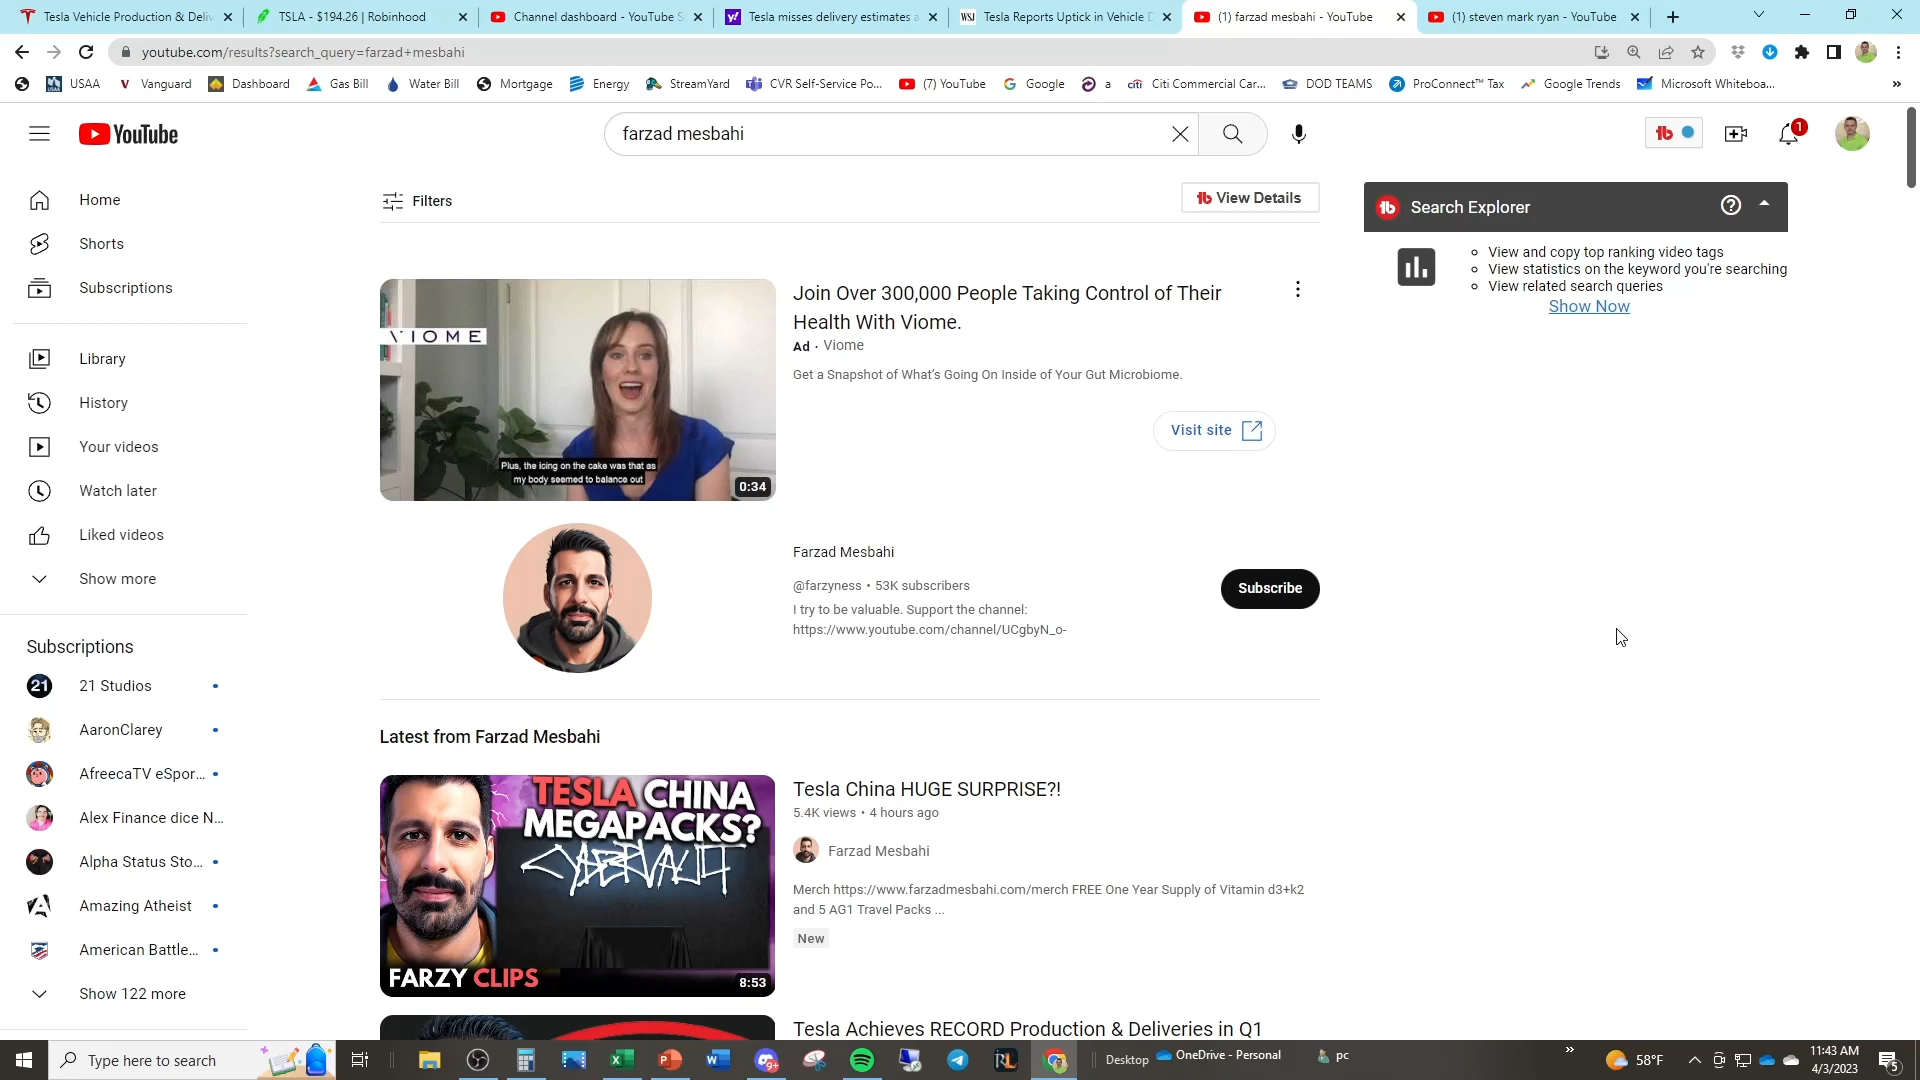 Tesla Vehicle Production & Deliv
TSLA - $194.26 | Robinhood
Channel dashboard - YouTube S
Tesla misses delivery estimates a
Tesla Reports Uptick in Vehicle D
(1) farzad mesbahi - YouTube
(1) steven mark ryan - YouTube
youtube.com/results?search_query=farzad+mesbahi
USAA
Vanguard
Dashboard
Gas Bill
Water Bill
Mortgage
Energy
StreamYard
CVR Self-Service Po...
(7) YouTube
Google
a
Citi Commercial Car...
DOD TEAMS
ProConnect™ Tax
Google Trends
Microsoft Whiteboa...
YouTube
farzad mesbahi
1
Home
Shorts
Subscriptions
Library
History
Your videos
Watch later
Liked videos
Show more
Subscriptions
21 Studios
AaronClarey
AfreecaTV eSpor...
Alex Finance dice N...
Alpha Status Sto...
Amazing Atheist
American Battle...
Show 122 more
Filters
View Details
VIOME
Plus, the icing on the cake was that as
my body seemed to balance out
0:34
Join Over 300,000 People Taking Control of Their
Health With Viome.
Ad · Viome
Get a Snapshot of What's Going On Inside of Your Gut Microbiome.
Visit site
Farzad Mesbahi
@farzyness • 53K subscribers
I try to be valuable. Support the channel:
https://www.youtube.com/channel/UCgbyN_o-
Subscribe
Latest from Farzad Mesbahi
TESLA CHINA
MEGAPACKS?
FARZY CLIPS
8:53
Tesla China HUGE SURPRISE?!
5.4K views • 4 hours ago
Farzad Mesbahi
Merch https://www.farzadmesbahi.com/merch FREE One Year Supply of Vitamin d3+k2
and 5 AG1 Travel Packs ...
New
Tesla Achieves RECORD Production & Deliveries in Q1
Search Explorer
View and copy top ranking video tags
View statistics on the keyword you're searching
View related search queries
Show Now
Type here to search
Desktop
OneDrive - Personal
pc
58°F
11:43 AM
4/3/2023
5